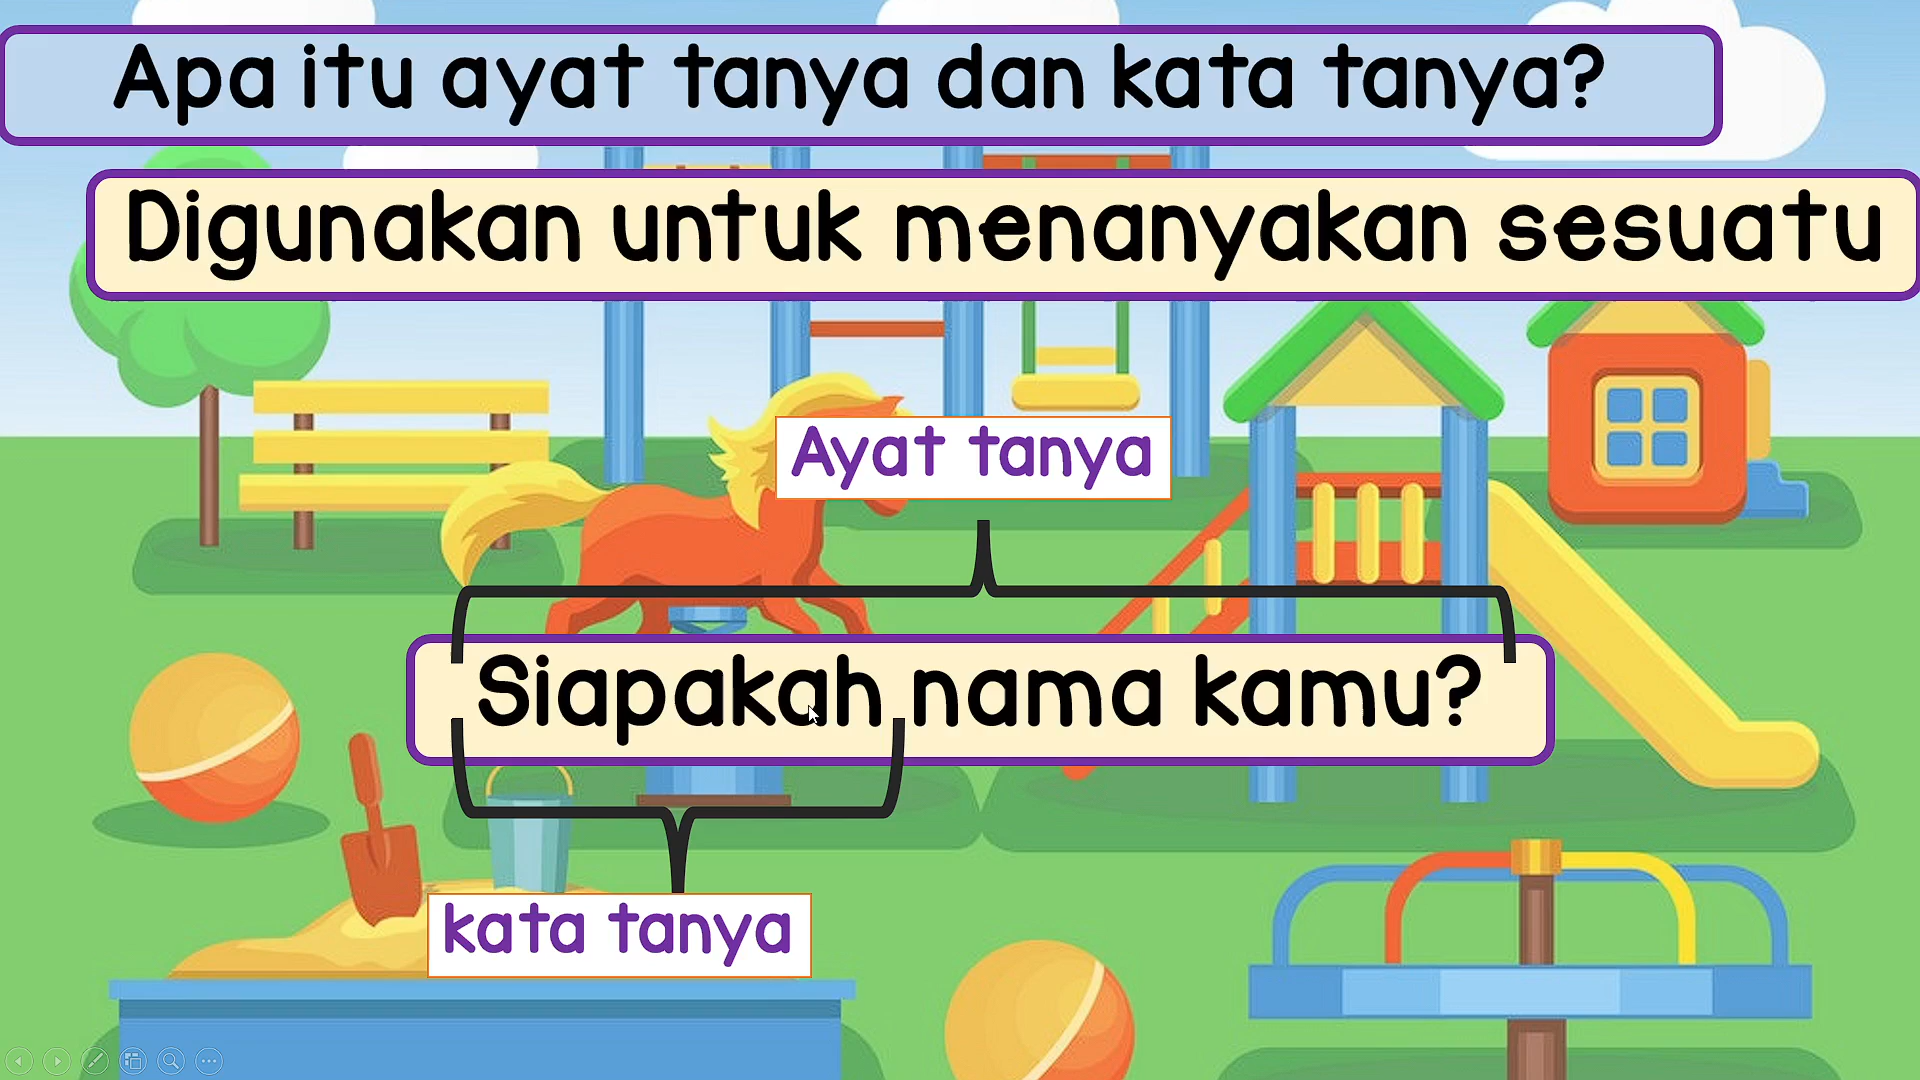 Apa itu ayat tanya dan kata tanya?
Digunakan untuk menanyakan sesuatu
Ayat tanya
Siapakah nama kamu?
kata tanya